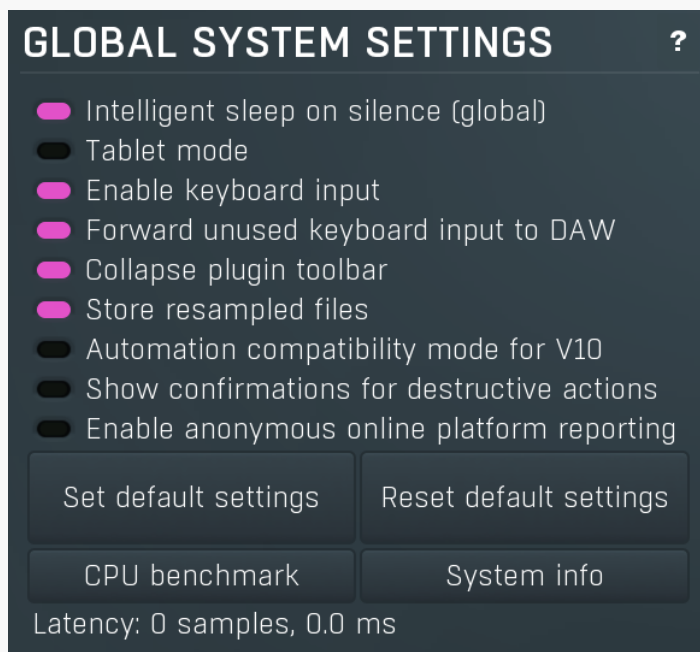 GLOBAL SYSTEM SETTINGS ?
Intelligent sleep on silence (global)
Tablet mode
Enable keyboard input
Forward unused keyboard input to DAW
Collapse plugin toolbar
Store resampled files
Automation compatibility mode for V10
Show confirmations for destructive actions
Enable anonymous online platform reporting
Set default settings Reset default settings
CPU benchmark System info
Latency: 0 samples, 0.0 ms